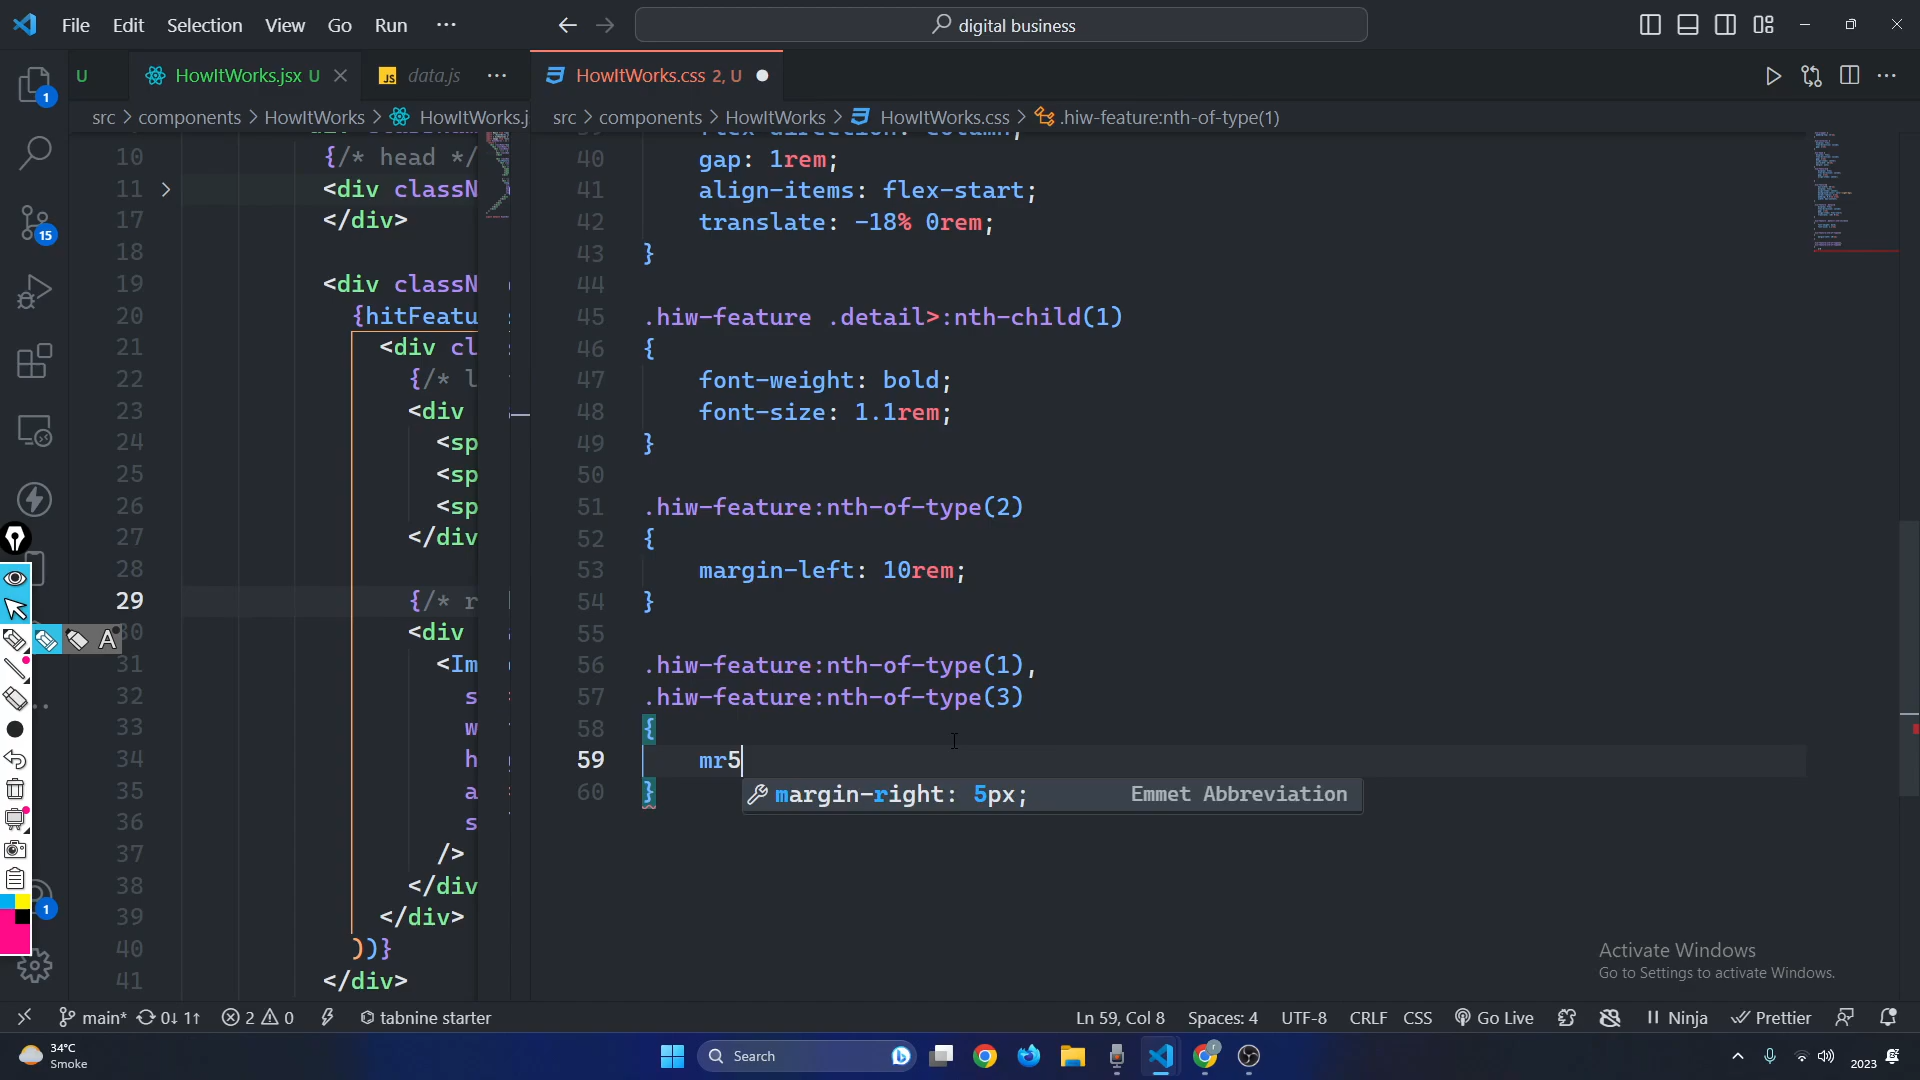 File Edit Selection View Go Run ···
digital business
U HowItWorks.jsx U data.js ···
HowItWorks.css 2, U
src > components > HowItWorks > HowItWorks.j
src > components > HowItWorks > HowItWorks.css > .hiw-feature:nth-of-type(1)
10 {/* head */
11 <div classN
17 </div>
18
19 <div classN
20 {hitFeatu
21 <div cl
22 {/* l
23 <div
24 <sp
25 <sp
26 <sp
27 </div
28
29 {/* r
30 <div
31 <Im
32 s
33 w
34 h
35 a
36 s
37 />
38 </div
39 </div>
40 ))}
41 </div>
39 flex-direction: column;
40 gap: 1rem;
41 align-items: flex-start;
42 translate: -18% 0rem;
43 }
44
45 .hiw-feature .detail>:nth-child(1)
46 {
47 font-weight: bold;
48 font-size: 1.1rem;
49 }
50
51 .hiw-feature:nth-of-type(2)
52 {
53 margin-left: 10rem;
54 }
55
56 .hiw-feature:nth-of-type(1),
57 .hiw-feature:nth-of-type(3)
58 {
59 mr5
60 }
margin-right: 5px; Emmet Abbreviation
1
15
1
A
Activate Windows
Go to Settings to activate Windows.
main* 0↓ 1↑ 2 0 tabnine starter
Ln 59, Col 8 Spaces: 4 UTF-8 CRLF CSS Go Live Ninja Prettier
34°C
Smoke
Search
2023